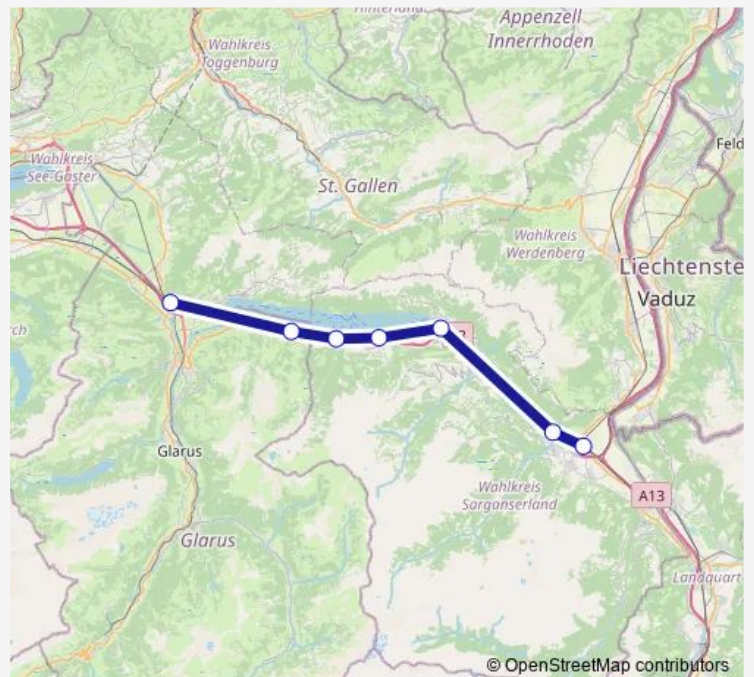 Appenzell
Innerrhoden
Wahlkreis
Toggenburg
Feld
Wahlkreis
See-Gaster
St. Gallen
Wahlkreis
Werdenberg
Liechtenste
Vaduz
Glarus
Wahlkreis
Sarganserland
A13
Glarus
Landquart
© OpenStreetMap contributors